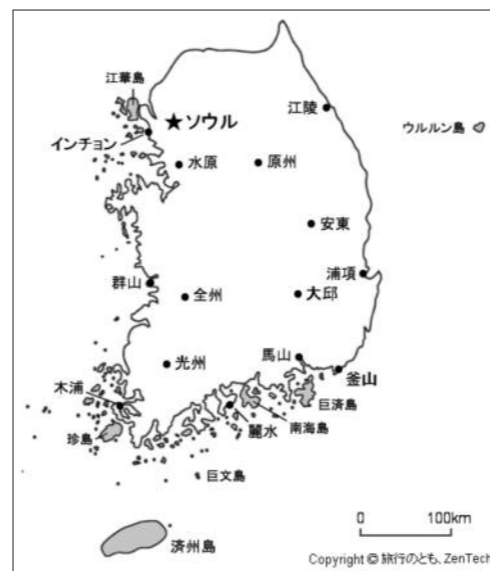 江華島
★ソウル
インチョン
江陵
ウルルン島
水原
原州
安東
浦項
群山
全州
大邱
馬山
光州
釜山
木浦
巨済島
珍島
南海島
麗水
巨文島
済州島
0 100km
Copyright © 旅行のとも、ZenTech